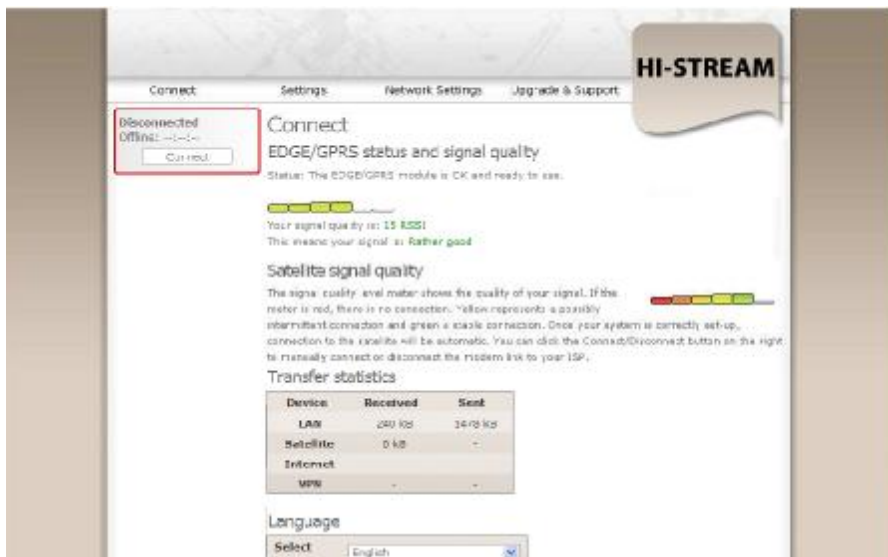 HI-STREAM
Connect Settings Network Settings Upgrade & Support
Disconnected
Offline: --:--:--
Connect
Connect
EDGE/GPRS status and signal quality
Status: The EDGE/GPRS module is OK and ready to use.
Your signal quality is: 15 RSSI
This means your signal is: Rather good
Satellite signal quality
The signal quality level meter shows the quality of your signal. If the
meter is red, there is no connection. Yellow represents a possibly
intermittent connection and green a stable connection. Once your system is correctly set-up,
connection to the satellite will be automatic. You can click the Connect/Disconnect button on the right
to manually connect or disconnect the modem link to your ISP.
Transfer statistics
Device Received Sent
LAN 240 kB 1478 kB
Satellite 0 kB -
Internet
VPN - -
Language
Select
English